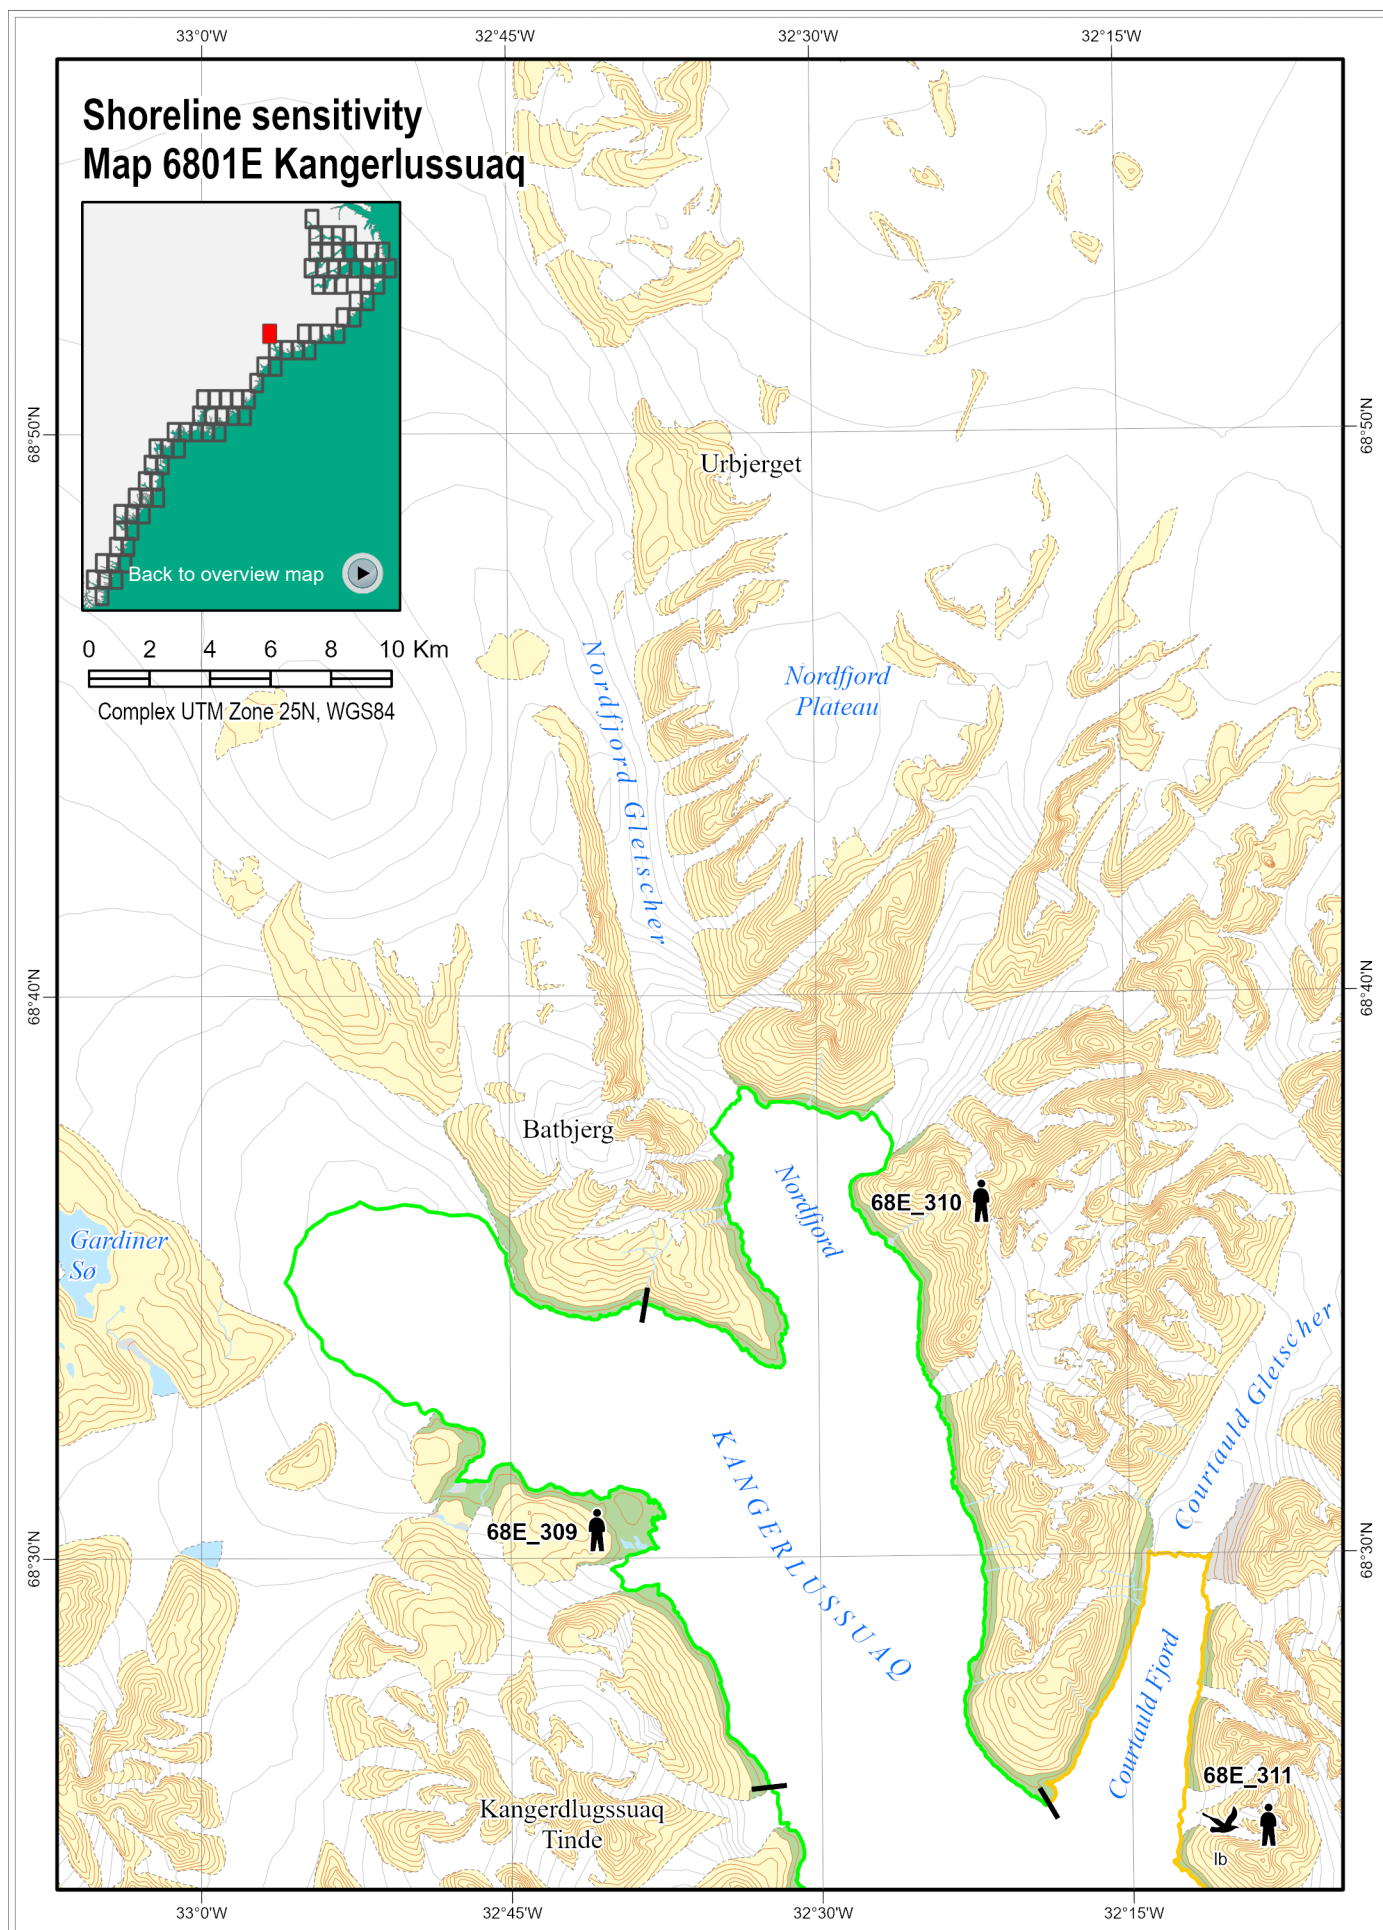 33°0'W 32°45'W 32°30'W 32°15'W
Shoreline sensitivity
Map 6801E Kangerlussuaq
Back to overview map
0 2 4 6 8 10 Km
Complex UTM Zone 25N, WGS84
68°50'N
68°50'N
Urbjerget
Nordfjord Gletscher
Nordfjord
Plateau
68°40'N
68°40'N
Batbjerg
Nordfjord
68E_310
Gardiner
Sø
Courtauld Gletscher
KANGERLUSSUAQ
68E_309
68°30'N
68°30'N
Courtauld Fjord
68E_311
lb
Kangerdlugssuaq
Tinde
33°0'W 32°45'W 32°30'W 32°15'W